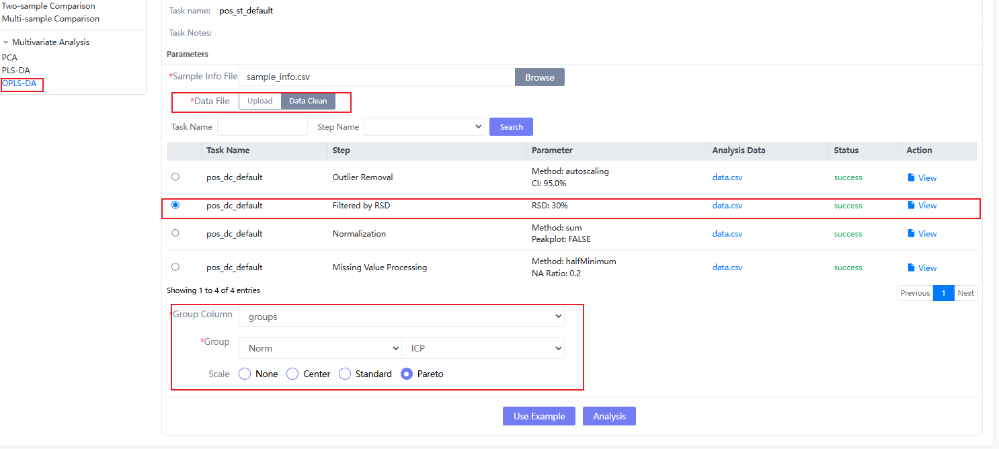 Two-sample Comparison
Multi-sample Comparison
Multivariate Analysis
PCA
PLS-DA
OPLS-DA
Task name: pos_st_default
Task Notes:
Parameters
*Sample Info File sample_info.csv Browse
*Data File Upload Data Clean
Task Name Step Name Search
Task Name Step Parameter Analysis Data Status Action
pos_dc_default Outlier Removal Method: autoscaling CI: 95.0% data.csv success View
pos_dc_default Filtered by RSD RSD: 30% data.csv success View
pos_dc_default Normalization Method: sum Peakplot: FALSE data.csv success View
pos_dc_default Missing Value Processing Method: halfMinimum NA Ratio: 0.2 data.csv success View
Showing 1 to 4 of 4 entries
Previous 1 Next
*Group Column groups
*Group Norm ICP
Scale None Center Standard Pareto
Use Example Analysis